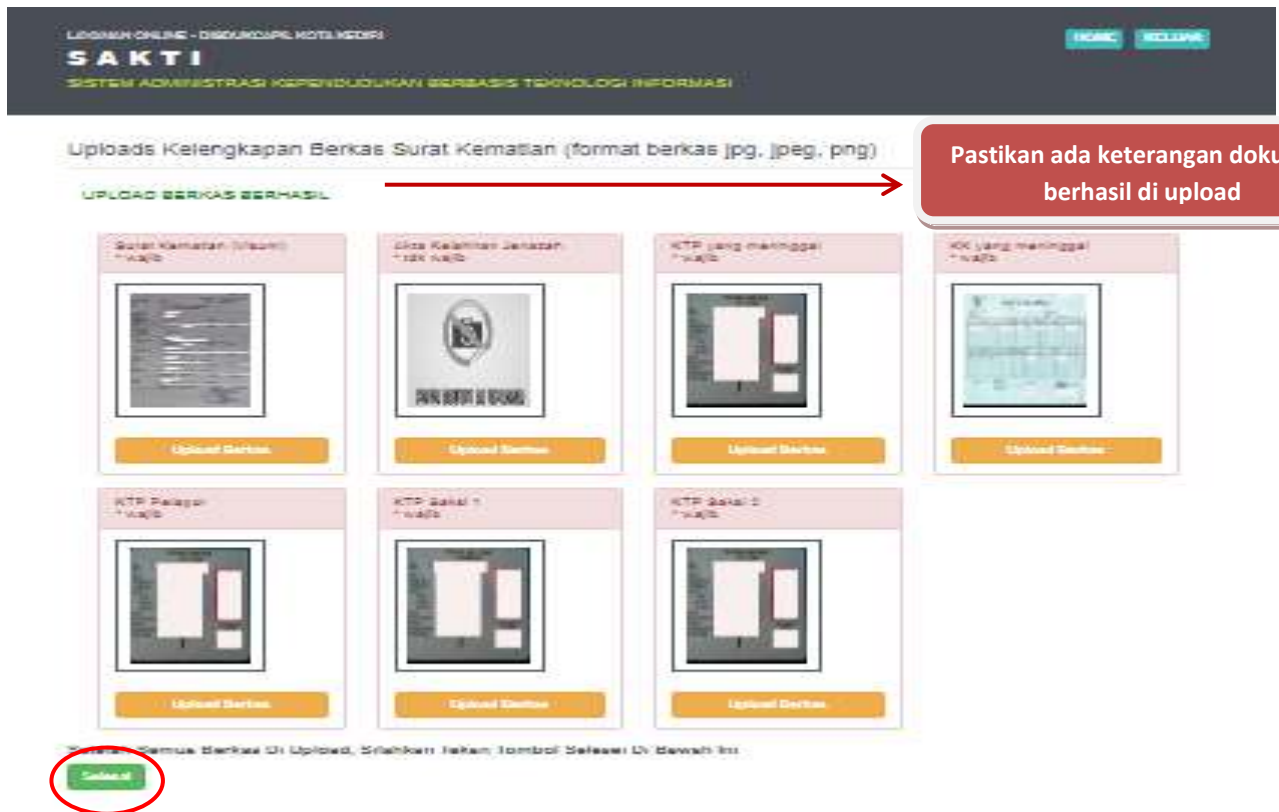 LAYANAN ONLINE - DISDUKCAPIL KOTA KEDIRI
HOME KELUAR
SAKTI
SISTEM ADMINISTRASI KEPENDUDUKAN BERBASIS TEKNOLOGI INFORMASI
Uploads Kelengkapan Berkas Surat Kematian (format berkas jpg, jpeg, png)
Pastikan ada keterangan doku
berhasil di upload
UPLOAD BERKAS BERHASIL
Surat Kematian (Visum)
* wajib
Akta Kelahiran Jenazah
* tdk wajib
KTP yang meninggal
* wajib
KK yang meninggal
* wajib
Upload Berkas
Upload Berkas
Upload Berkas
Upload Berkas
KTP Pelapor
* wajib
KTP Saksi 1
* wajib
KTP Saksi 2
* wajib
Upload Berkas
Upload Berkas
Upload Berkas
Setelah Semua Berkas Di Upload, Silahkan Tekan Tombol Selesai Di Bawah Ini
Selesai